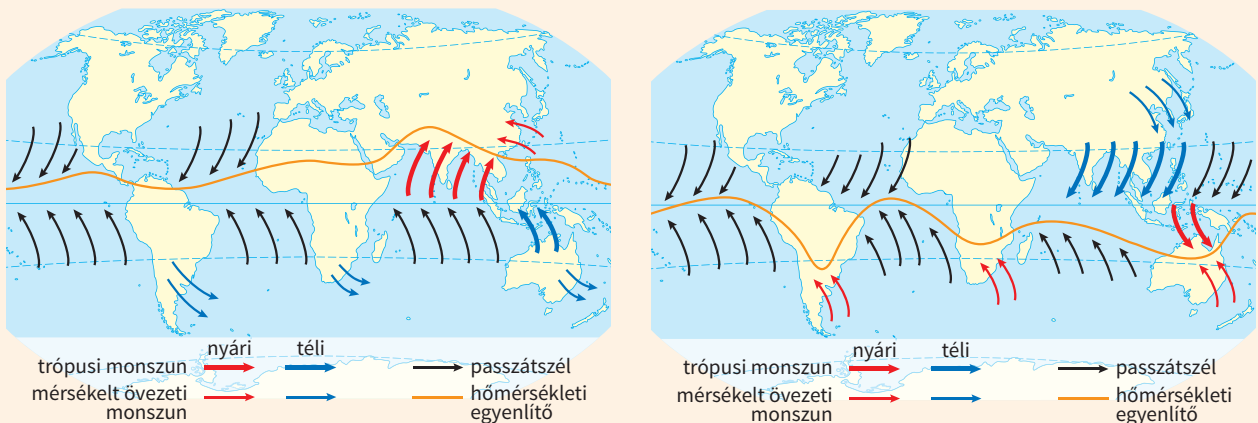 nyári téli
trópusi monszun passzátszél
mérsékelt övezeti hőmérsékleti
monszun egyenlítő
nyári téli
trópusi monszun passzátszél
mérsékelt övezeti hőmérsékleti
monszun egyenlítő